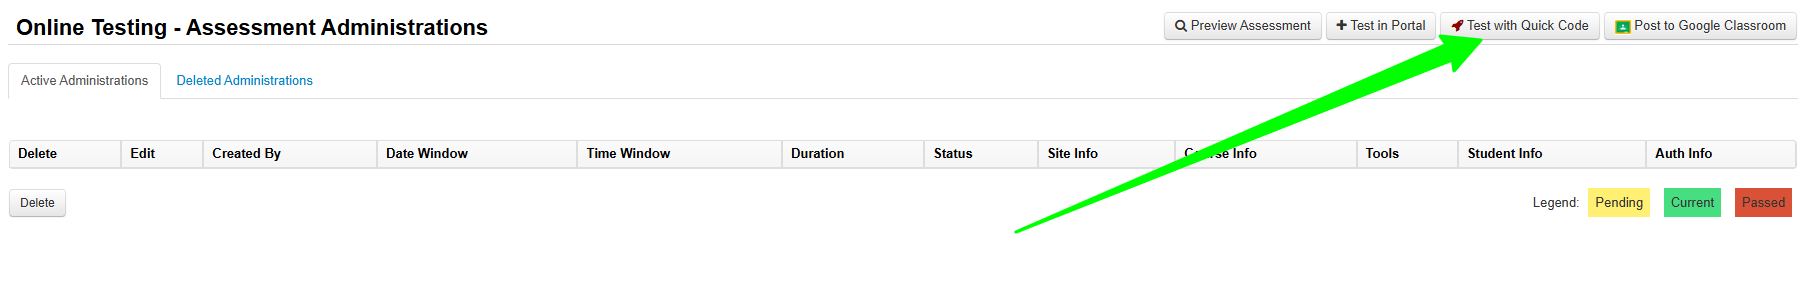 Online Testing - Assessment Administrations
Preview Assessment Test in Portal Test with Quick Code Post to Google Classroom
Active Administrations Deleted Administrations
Delete Edit Created By Date Window Time Window Duration Status Site Info Course Info Tools Student Info Auth Info
Delete Legend: Pending Current Passed